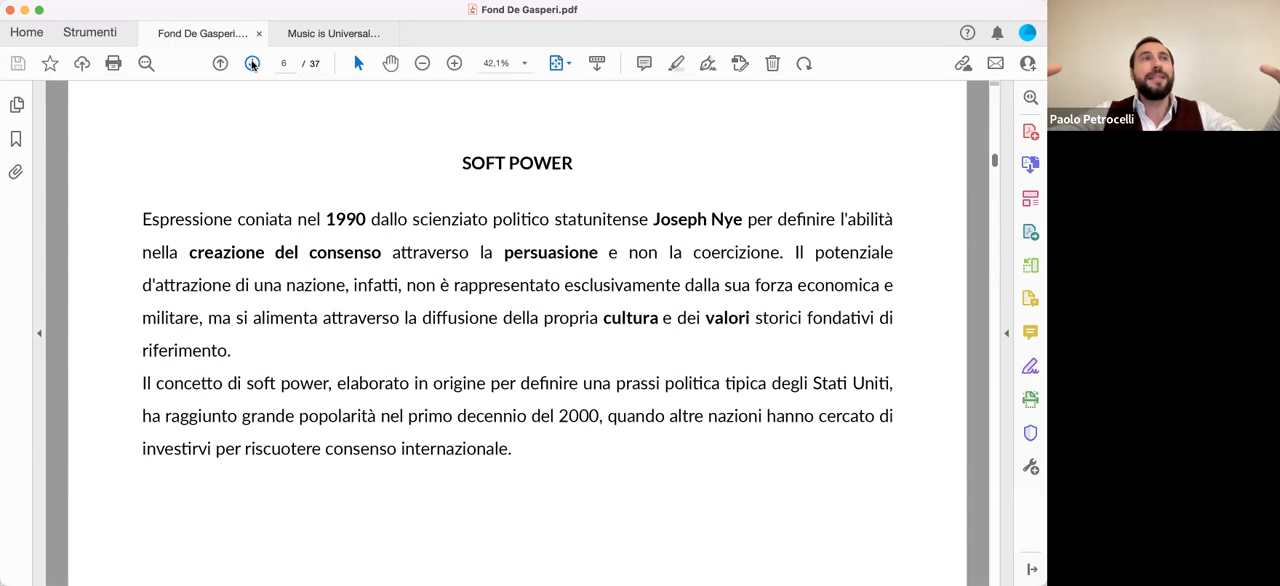 Fond De Gasperi.pdf
Home Strumenti Fond De Gasperi.... × Music is Universal...
6 / 37 42,1%
Paolo Petrocelli
SOFT POWER
Espressione coniata nel 1990 dallo scienziato politico statunitense Joseph Nye per definire l'abilità
nella creazione del consenso attraverso la persuasione e non la coercizione. Il potenziale
d'attrazione di una nazione, infatti, non è rappresentato esclusivamente dalla sua forza economica e
militare, ma si alimenta attraverso la diffusione della propria cultura e dei valori storici fondativi di
riferimento.
Il concetto di soft power, elaborato in origine per definire una prassi politica tipica degli Stati Uniti,
ha raggiunto grande popolarità nel primo decennio del 2000, quando altre nazioni hanno cercato di
investirvi per riscuotere consenso internazionale.